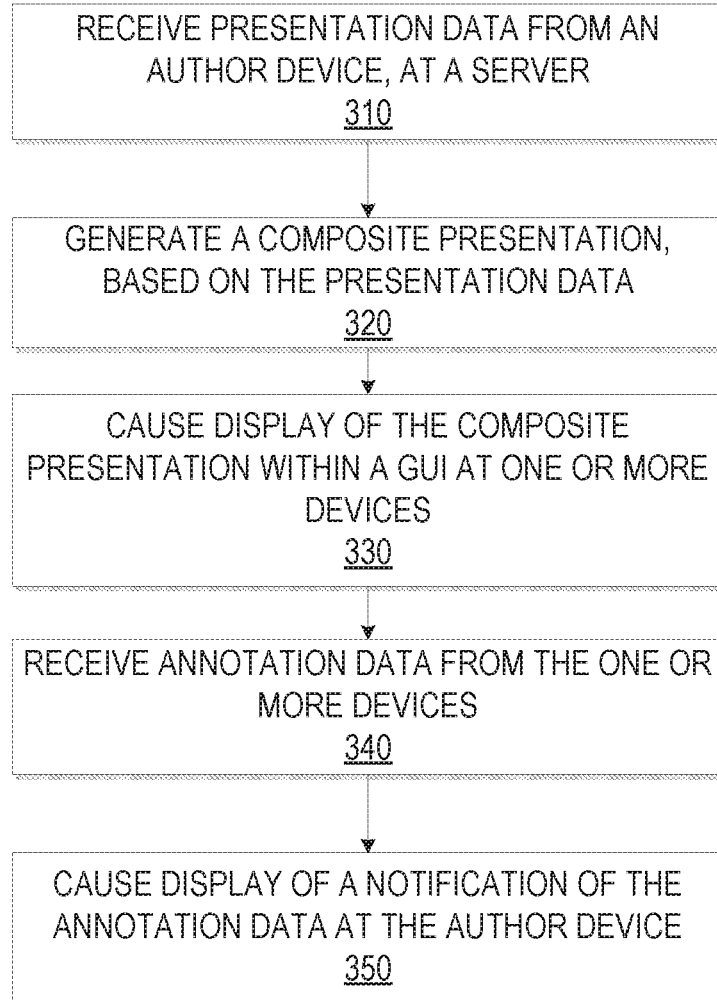 RECEIVE PRESENTATION DATA FROM AN
AUTHOR DEVICE, AT A SERVER
310
GENERATE A COMPOSITE PRESENTATION,
BASED ON THE PRESENTATION DATA
320
CAUSE DISPLAY OF THE COMPOSITE
PRESENTATION WITHIN A GUI AT ONE OR MORE
DEVICES
330
RECEIVE ANNOTATION DATA FROM THE ONE OR
MORE DEVICES
340
CAUSE DISPLAY OF A NOTIFICATION OF THE
ANNOTATION DATA AT THE AUTHOR DEVICE
350